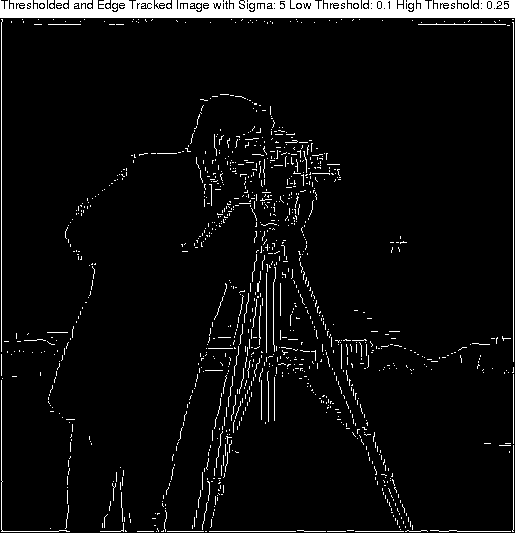 Thresholded and Edge Tracked Image with Sigma: 5 Low Threshold: 0.1 High Threshold: 0.25